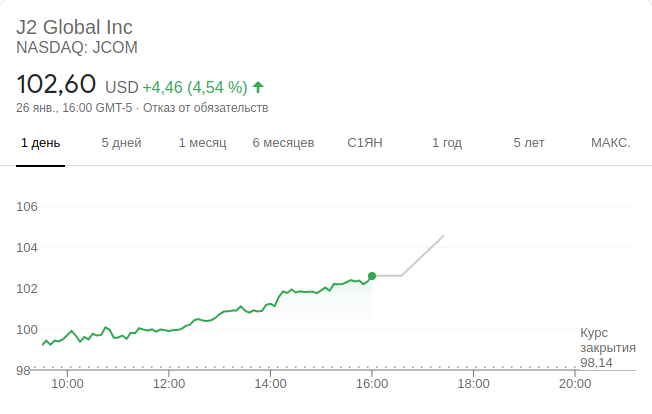 J2 Global Inc
NASDAQ: JCOM
102,60 USD +4,46 (4,54 %)
26 янв., 16:00 GMT-5 · Отказ от обязательств
1 день 5 дней 1 месяц 6 месяцев С1ЯН 1 год 5 лет МАКС.
106
104
102
100
98
Курс
закрытия
98,14
10:00 12:00 14:00 16:00 18:00 20:00